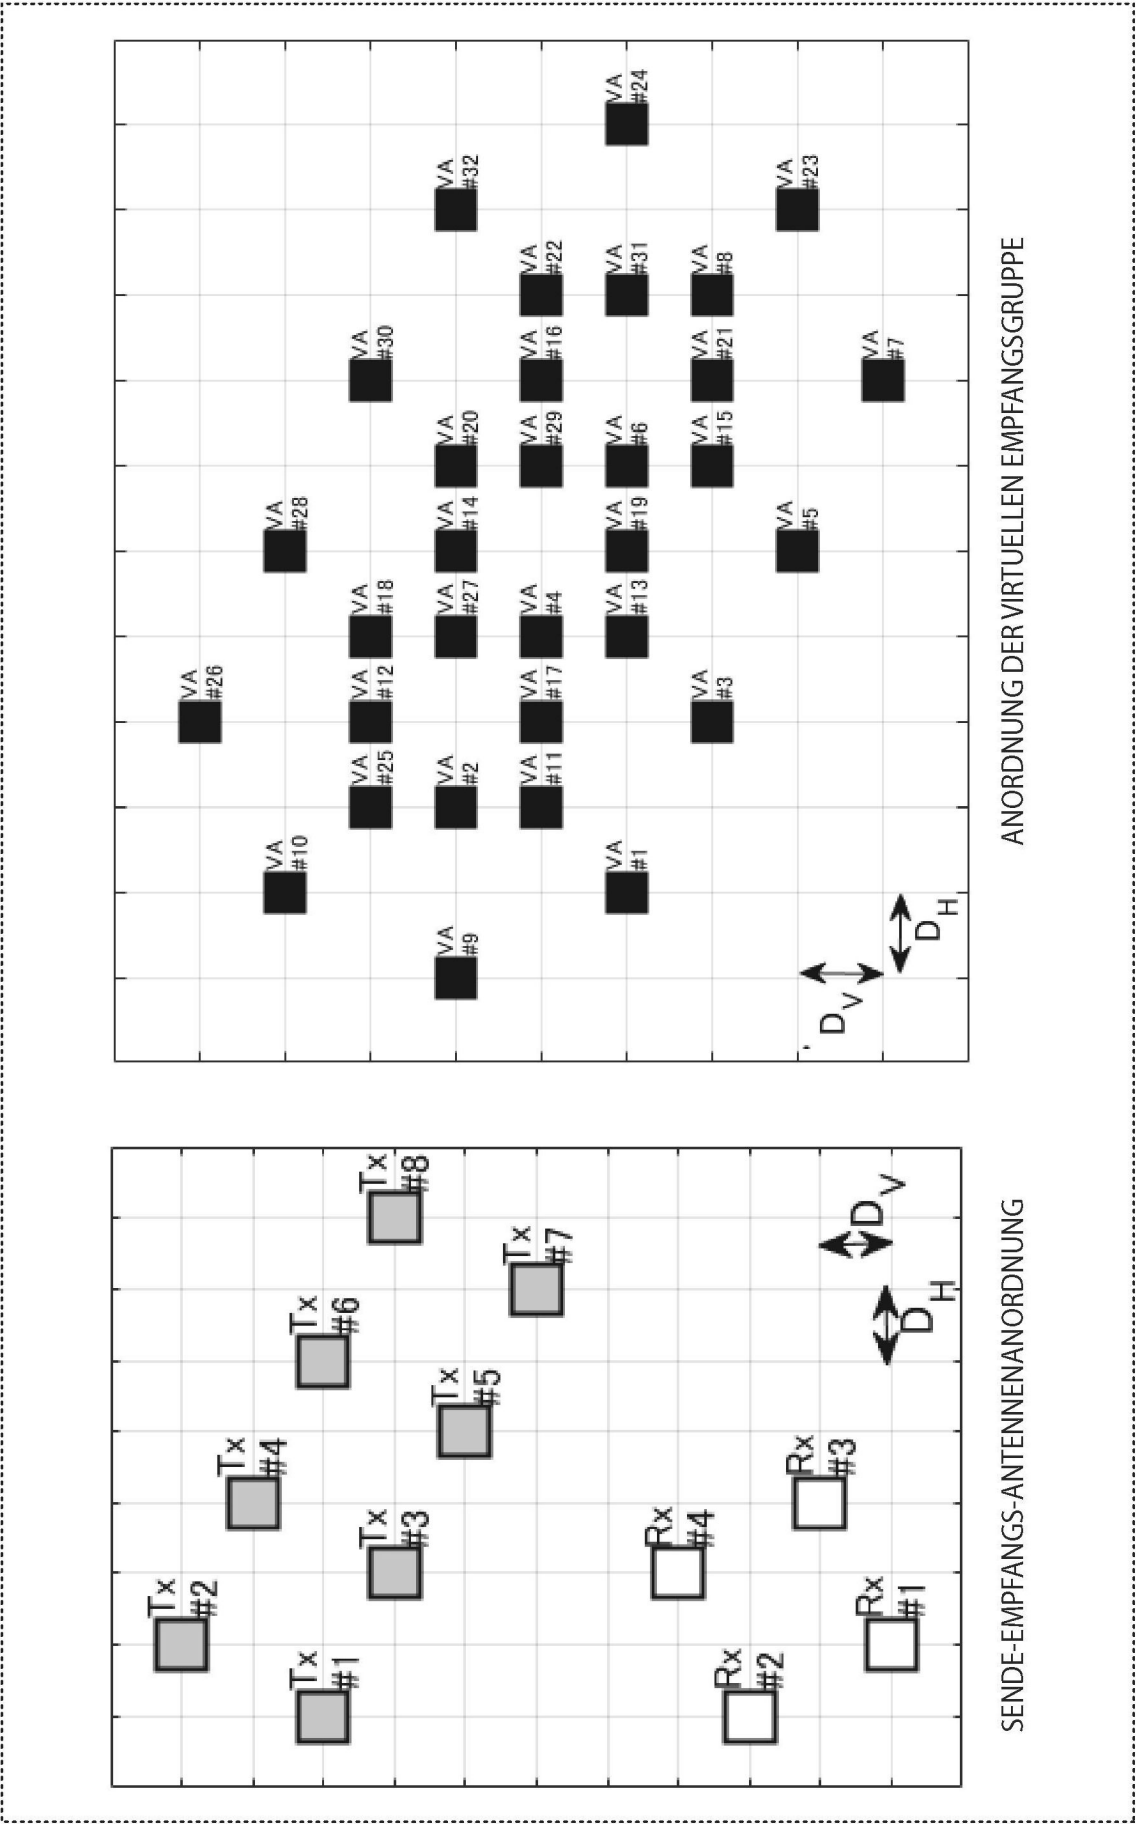 Tx
#2
Tx
#4
Tx
#1
Tx
#6
Tx
#3
Tx
#8
Tx
#5
Tx
#7
Rx
#4
Rx
#2
Rx
#3
Rx
#1
DV
DH
SENDE-EMPFANGS-ANTENNENANORDNUNG
VA
#26
VA
#10
VA
#28
VA
#25
VA
#12
VA
#18
VA
#30
VA
#9
VA
#2
VA
#27
VA
#14
VA
#20
VA
#32
VA
#11
VA
#17
VA
#4
VA
#29
VA
#16
VA
#22
VA
#1
VA
#13
VA
#19
VA
#6
VA
#31
VA
#24
VA
#3
VA
#15
VA
#21
VA
#8
VA
#5
VA
#23
VA
#7
DV
DH
ANORDNUNG DER VIRTUELLEN EMPFANGSGRUPPE